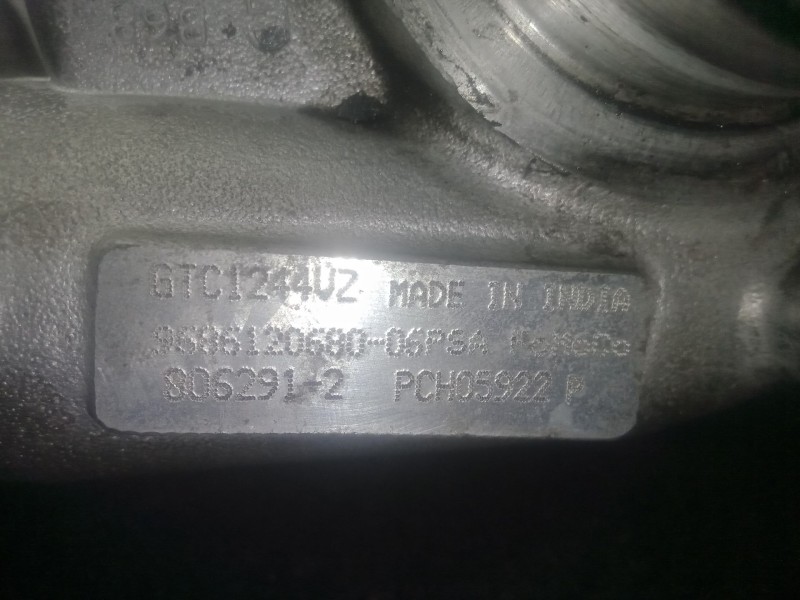 GTC1244VZ MADE IN INDIA
9686120680-06PSA
806291-2 PCH05922 P